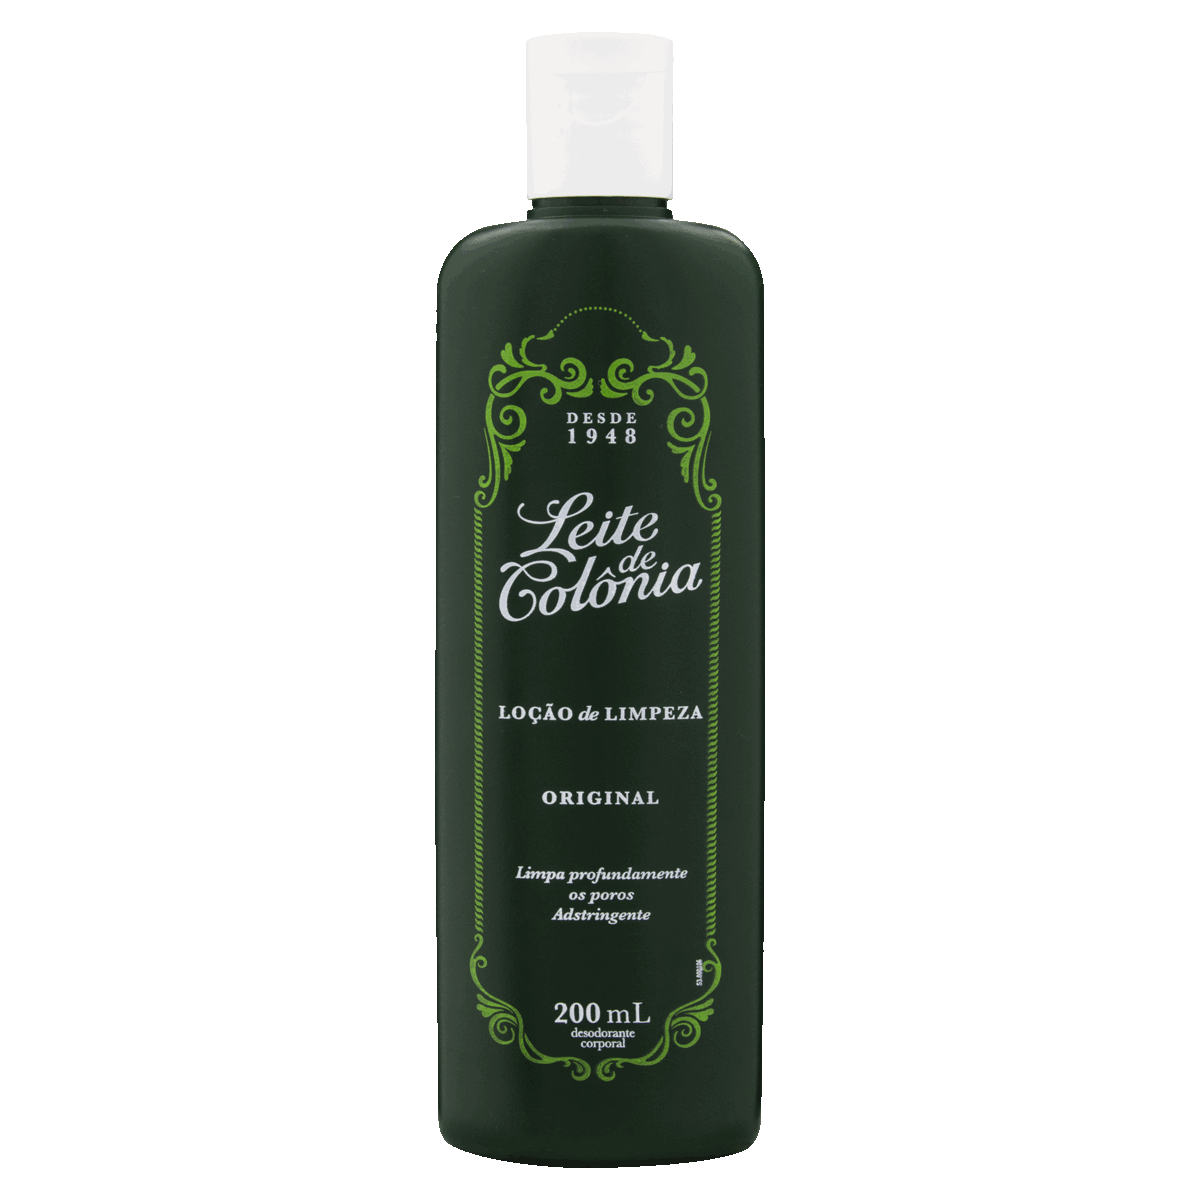 DESDE
1948
Leite
de
Colônia
LOÇÃO de LIMPEZA
ORIGINAL
Limpa profundamente
os poros
Adstringente
200 mL
desodorante
corporal